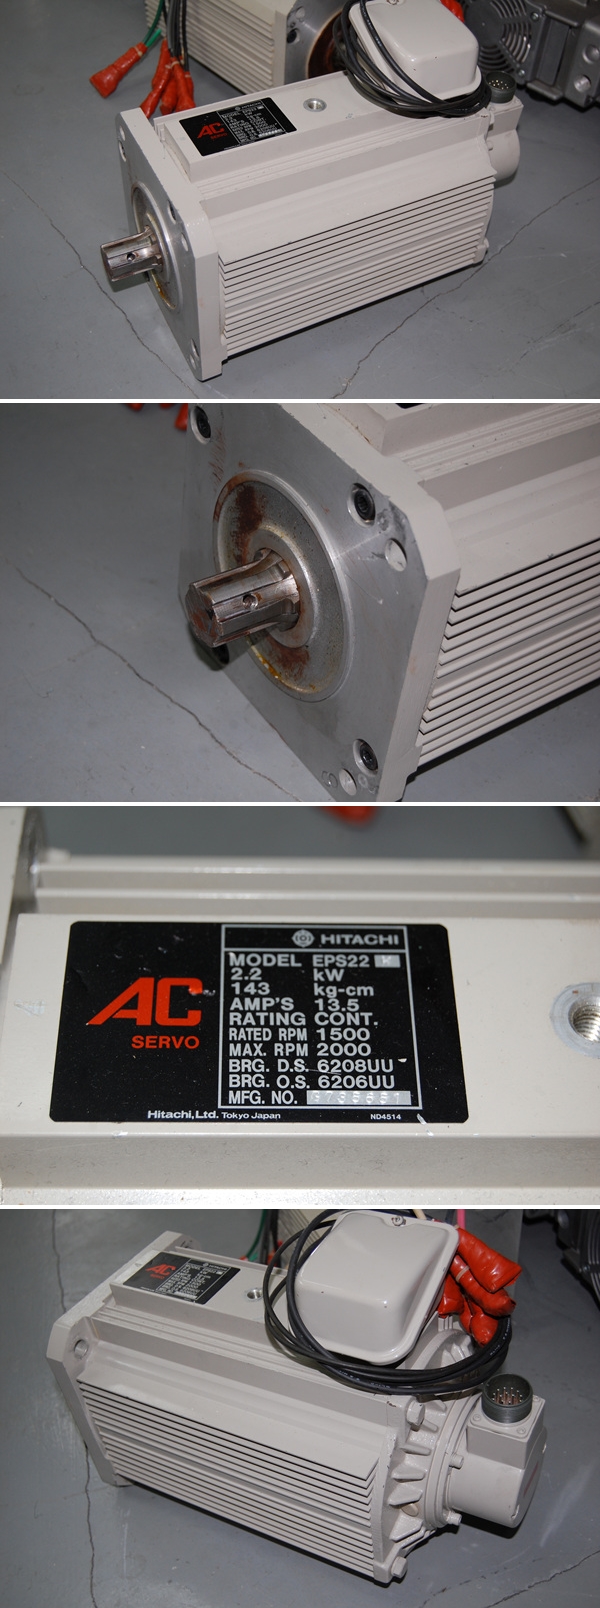 HITACHI
AC
SERVO
MODEL EPS22
2.2 kW
143 kg-cm
AMP'S 13.5
RATING CONT.
RATED RPM 1500
MAX. RPM 2000
BRG. D.S. 6208UU
BRG. O.S. 6206UU
MFG. NO.
Hitachi, Ltd. Tokyo Japan
ND4514